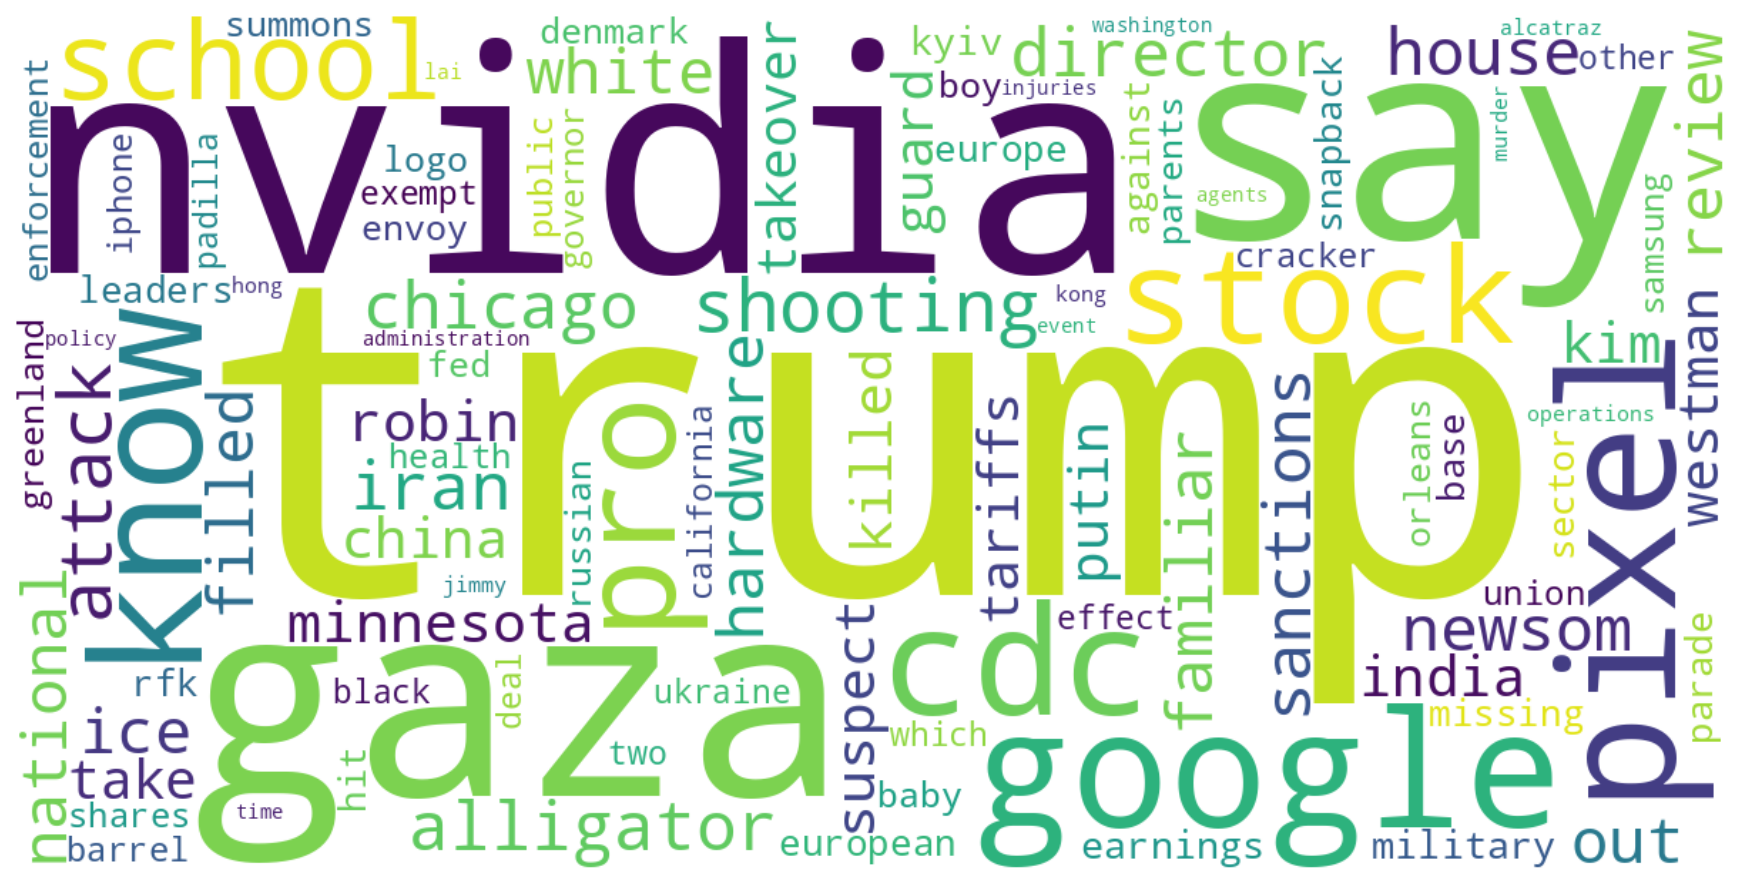 summons
denmark
washington
alcatraz
school
lai
white
takeover
kyiv
director
house
other
nvidia
say
boy
injuries
enforcement
iphone
padilla
logo
exempt
envoy
public
governor
guard
europe
against
parents
agents
snapback
murder
samsung
review
cracker
leaders
hong
chicago
shooting
kong
event
stock
kim
greenland
policy
attack
know
trump
administration
fed
robin
health
iran
china
jimmy
russian
pro
california
hardware
killed
tariffs
putin
familiar
sanctions
orleans
base
operations
sector
pixel
westman
filled
national
minnesota
suspect
effect
union
newsom
india
missing
parade
rfk
gaza
black
deal
ukraine
cdc
which
ice
take
two
google
shares
time
hit
baby
barrel
alligator
european
earnings
military
out